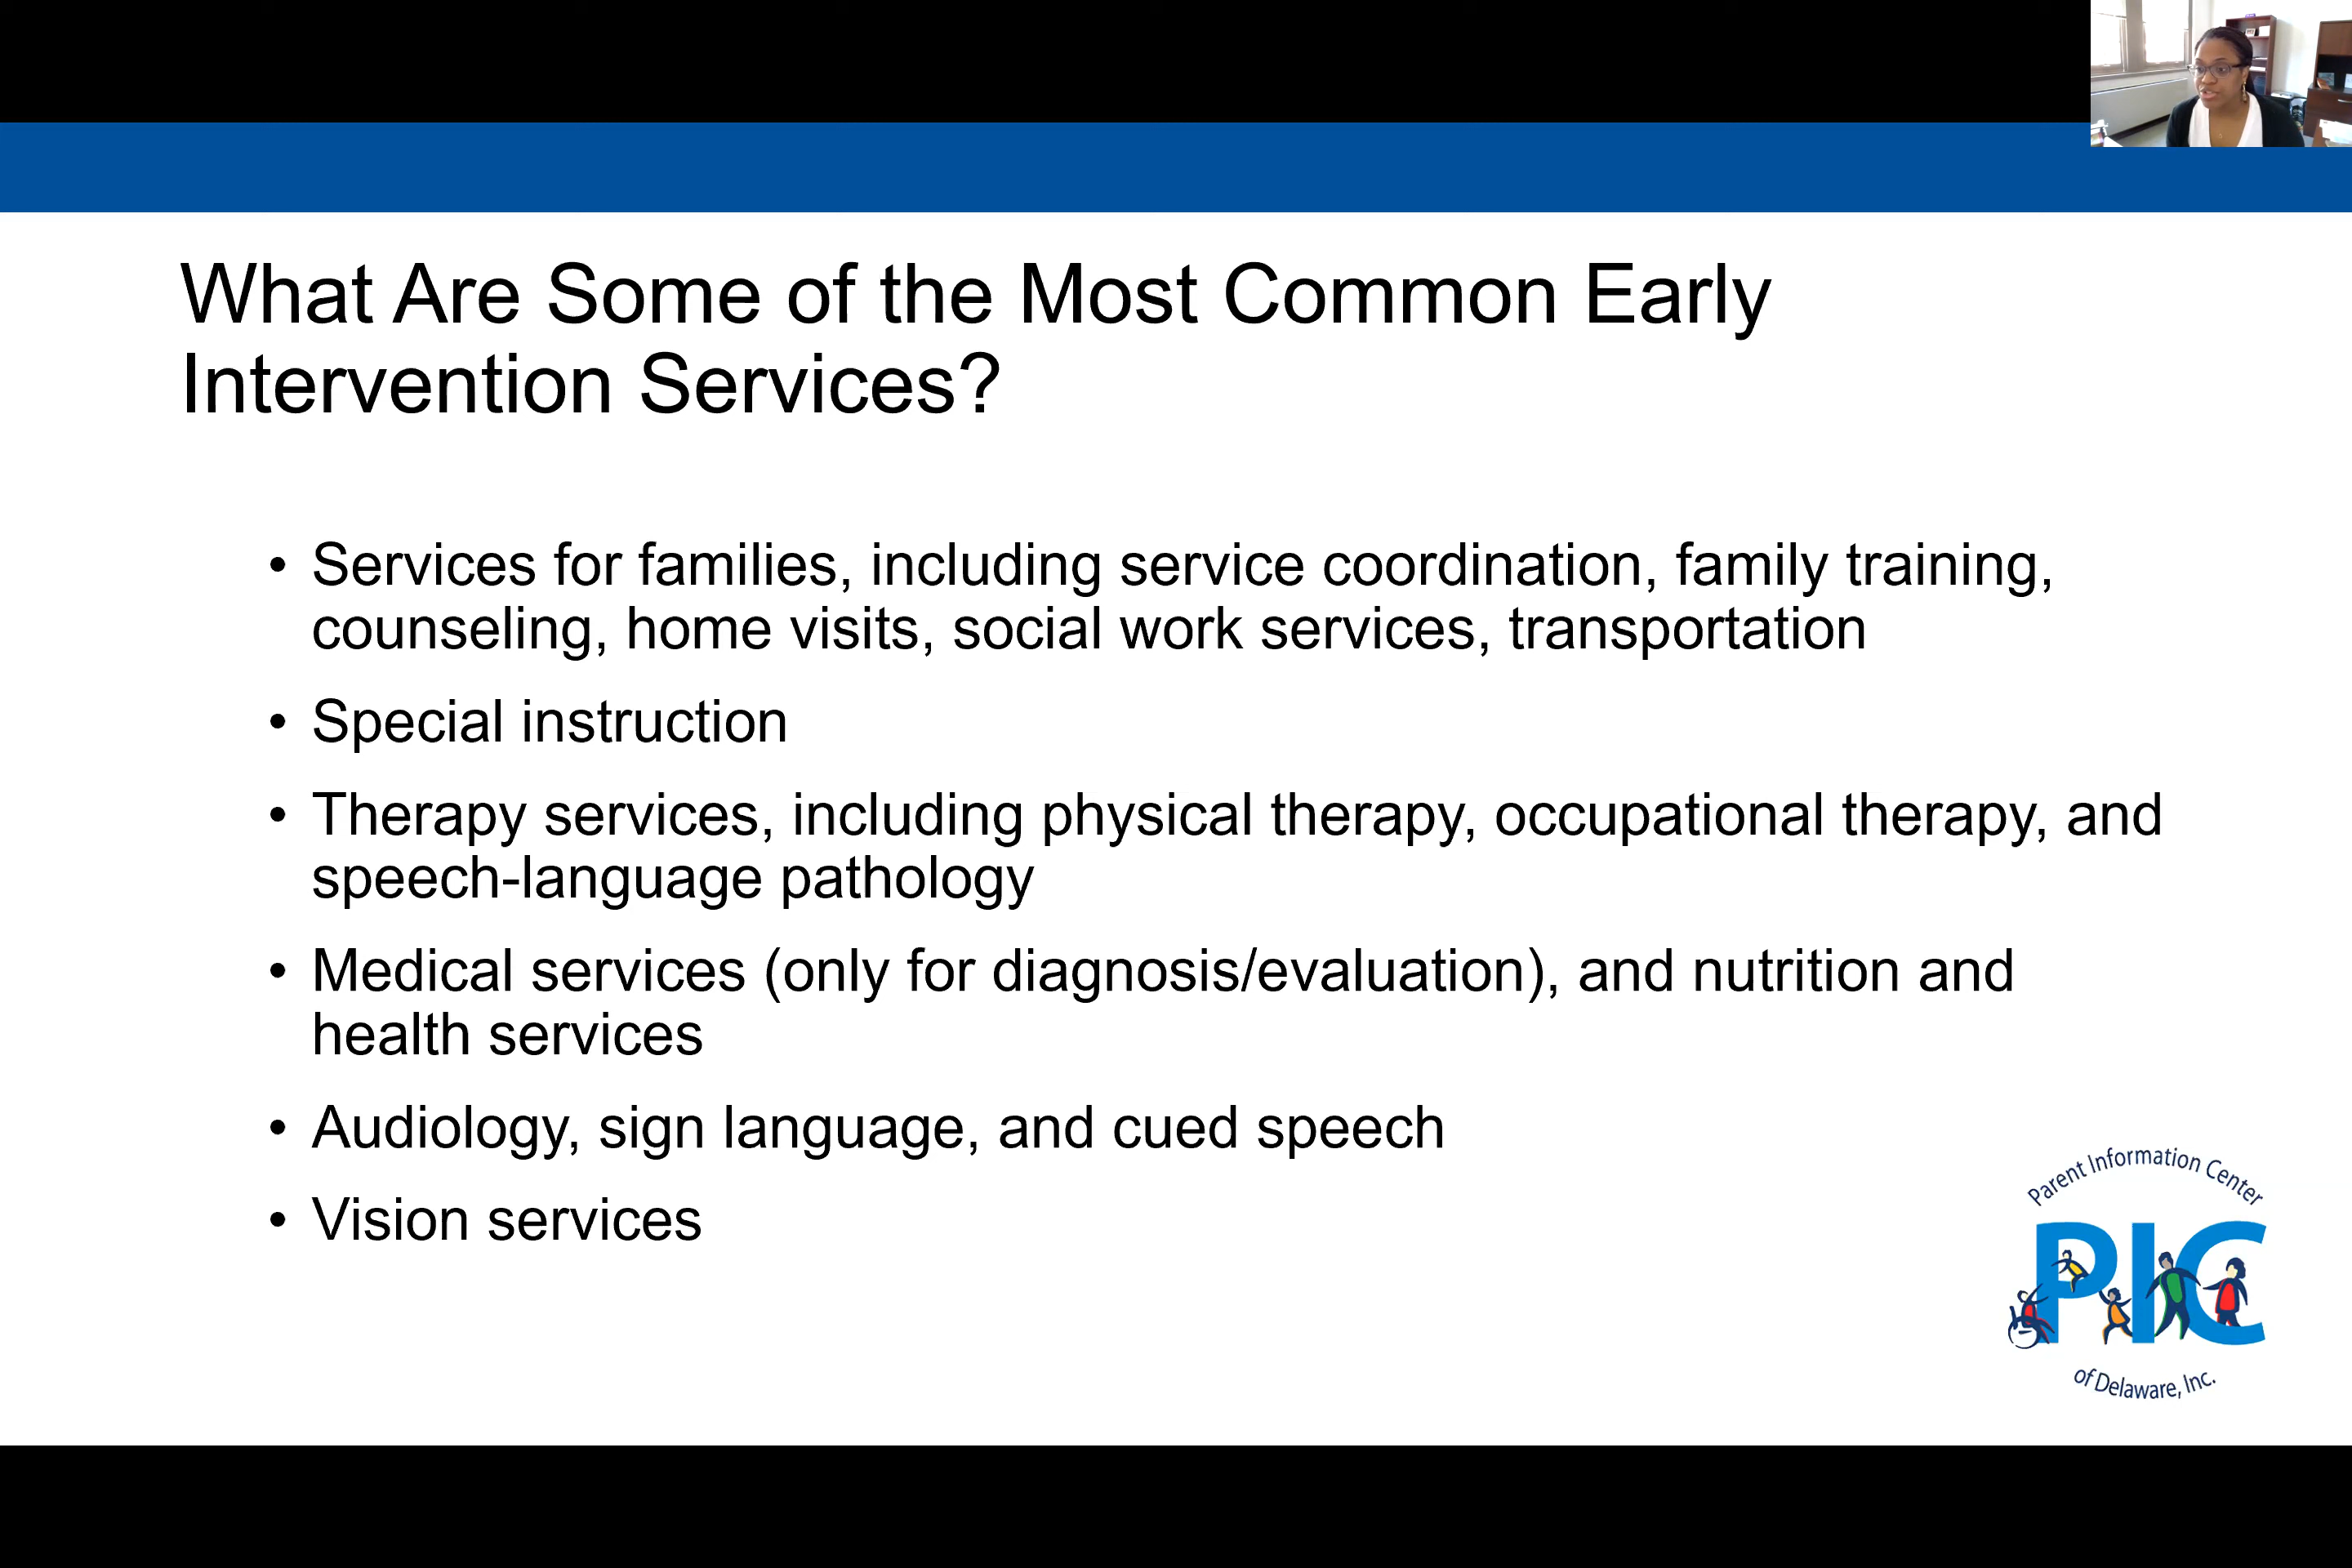 What Are Some of the Most Common Early
Intervention Services?
• Services for families, including service coordination, family training,
counseling, home visits, social work services, transportation
• Special instruction
• Therapy services, including physical therapy, occupational therapy, and
speech-language pathology
• Medical services (only for diagnosis/evaluation), and nutrition and
health services
• Audiology, sign language, and cued speech
• Vision services
Parent Information Center
PIC
of Delaware, Inc.